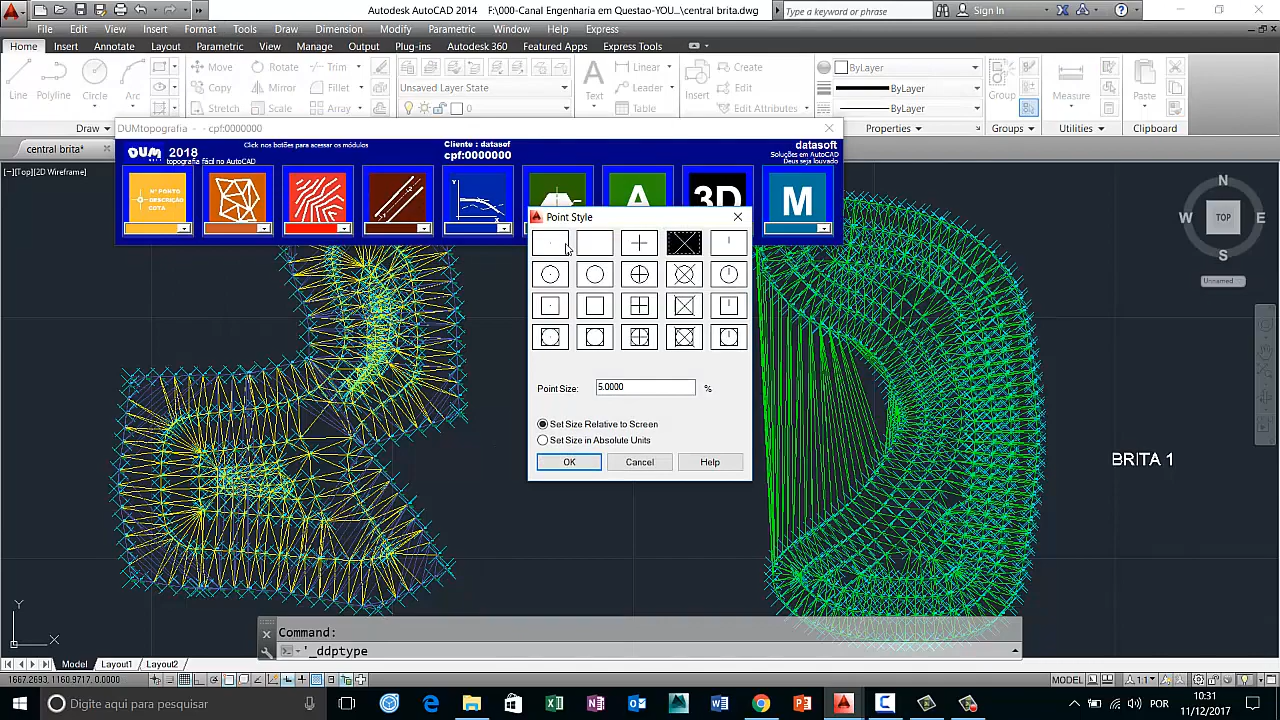 Autodesk AutoCAD 2014   F:\000-Canal Engenharia em Questao-YOU...\central brita.dwg
Type a keyword or phrase
Sign In
File Edit View Insert Format Tools Draw Dimension Modify Parametric Window Help Express
Home Insert Annotate Layout Parametric View Manage Output Plug-ins Autodesk 360 Featured Apps Express Tools
Line Polyline Circle Arc
Move Rotate Trim
Copy Mirror Fillet
Stretch Scale Array
Unsaved Layer State
0
Text
Linear
Leader
Table
Insert
Create
Edit
Edit Attributes
ByLayer
ByLayer
ByLayer
Group
Measure
Paste
Draw
Properties
Groups
Utilities
Clipboard
DUMtopografia - - cpf:0000000
central brita*
DUM 2018
topografia fácil no AutoCAD
Click nos botões para acessar os módulos
Cliente : datasof
cpf:0000000
datasoft
Soluções em AutoCAD
Deus seja louvado
Nº PONTO
DESCRIÇÃO
COTA
Y
A
3D
M
[–][Top][2D Wireframe]
N
W
TOP
E
S
Unnamed
Point Style
Point Size: 5.0000 %
Set Size Relative to Screen
Set Size in Absolute Units
OK Cancel Help
BRITA 1
Y
X
Command:
'_ddptype
Model Layout1 Layout2
1667.2693, 1160.9717, 0.0000
MODEL
1:1
Digite aqui para pesquisar
POR
10:31
11/12/2017